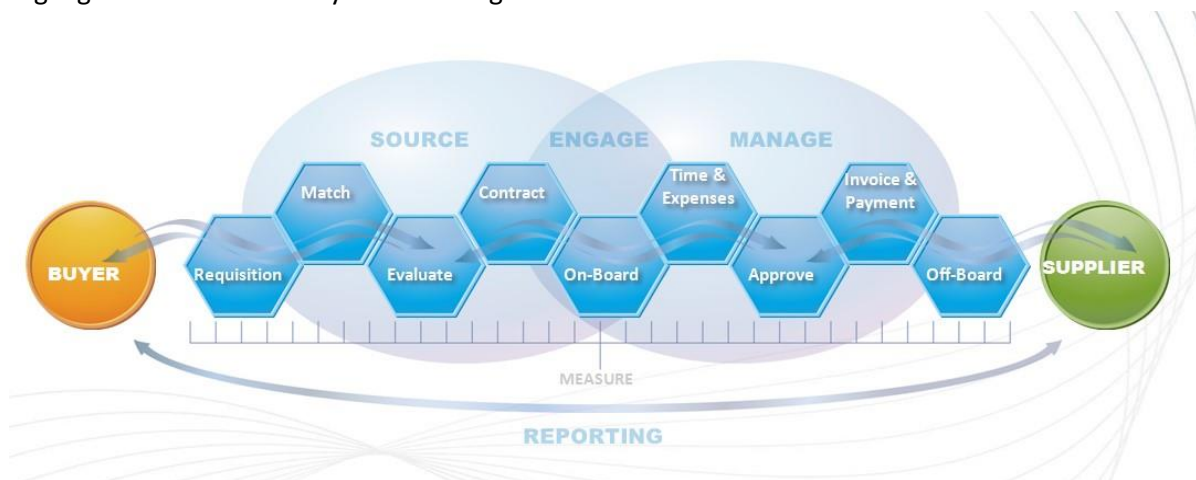 SOURCE ENGAGE MANAGE
Match Contract Time & Expenses Invoice & Payment
BUYER Requisition Evaluate On-Board Approve Off-Board SUPPLIER
MEASURE
REPORTING